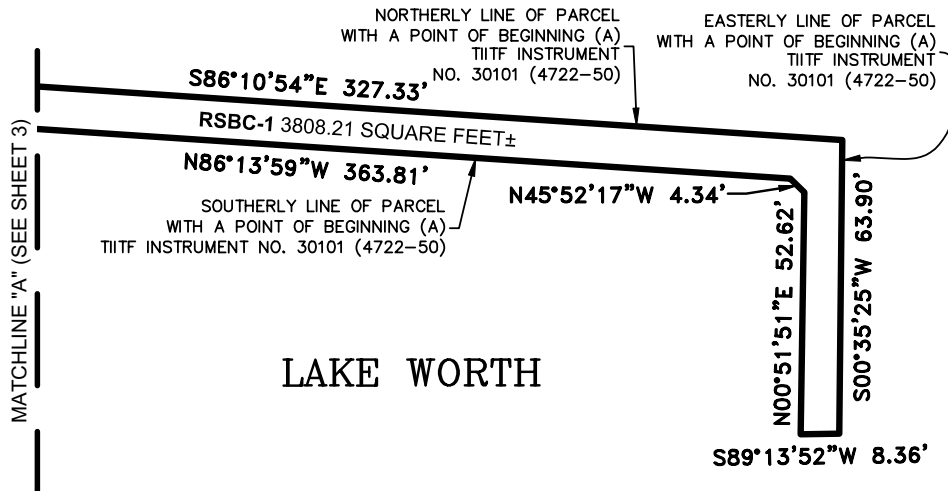 NORTHERLY LINE OF PARCEL
WITH A POINT OF BEGINNING (A)
TIITF INSTRUMENT
NO. 30101 (4722-50)
EASTERLY LINE OF PARCEL
WITH A POINT OF BEGINNING (A)
TIITF INSTRUMENT
NO. 30101 (4722-50)
S86°10'54"E 327.33'
RSBC-1 3808.21 SQUARE FEET±
N86°13'59"W 363.81'
N45°52'17"W 4.34'
SOUTHERLY LINE OF PARCEL
WITH A POINT OF BEGINNING (A)
TIITF INSTRUMENT NO. 30101 (4722-50)
MATCHLINE "A" (SEE SHEET 3)
N00°51'51"E 52.62'
S00°35'25"W 63.90'
LAKE WORTH
S89°13'52"W 8.36'